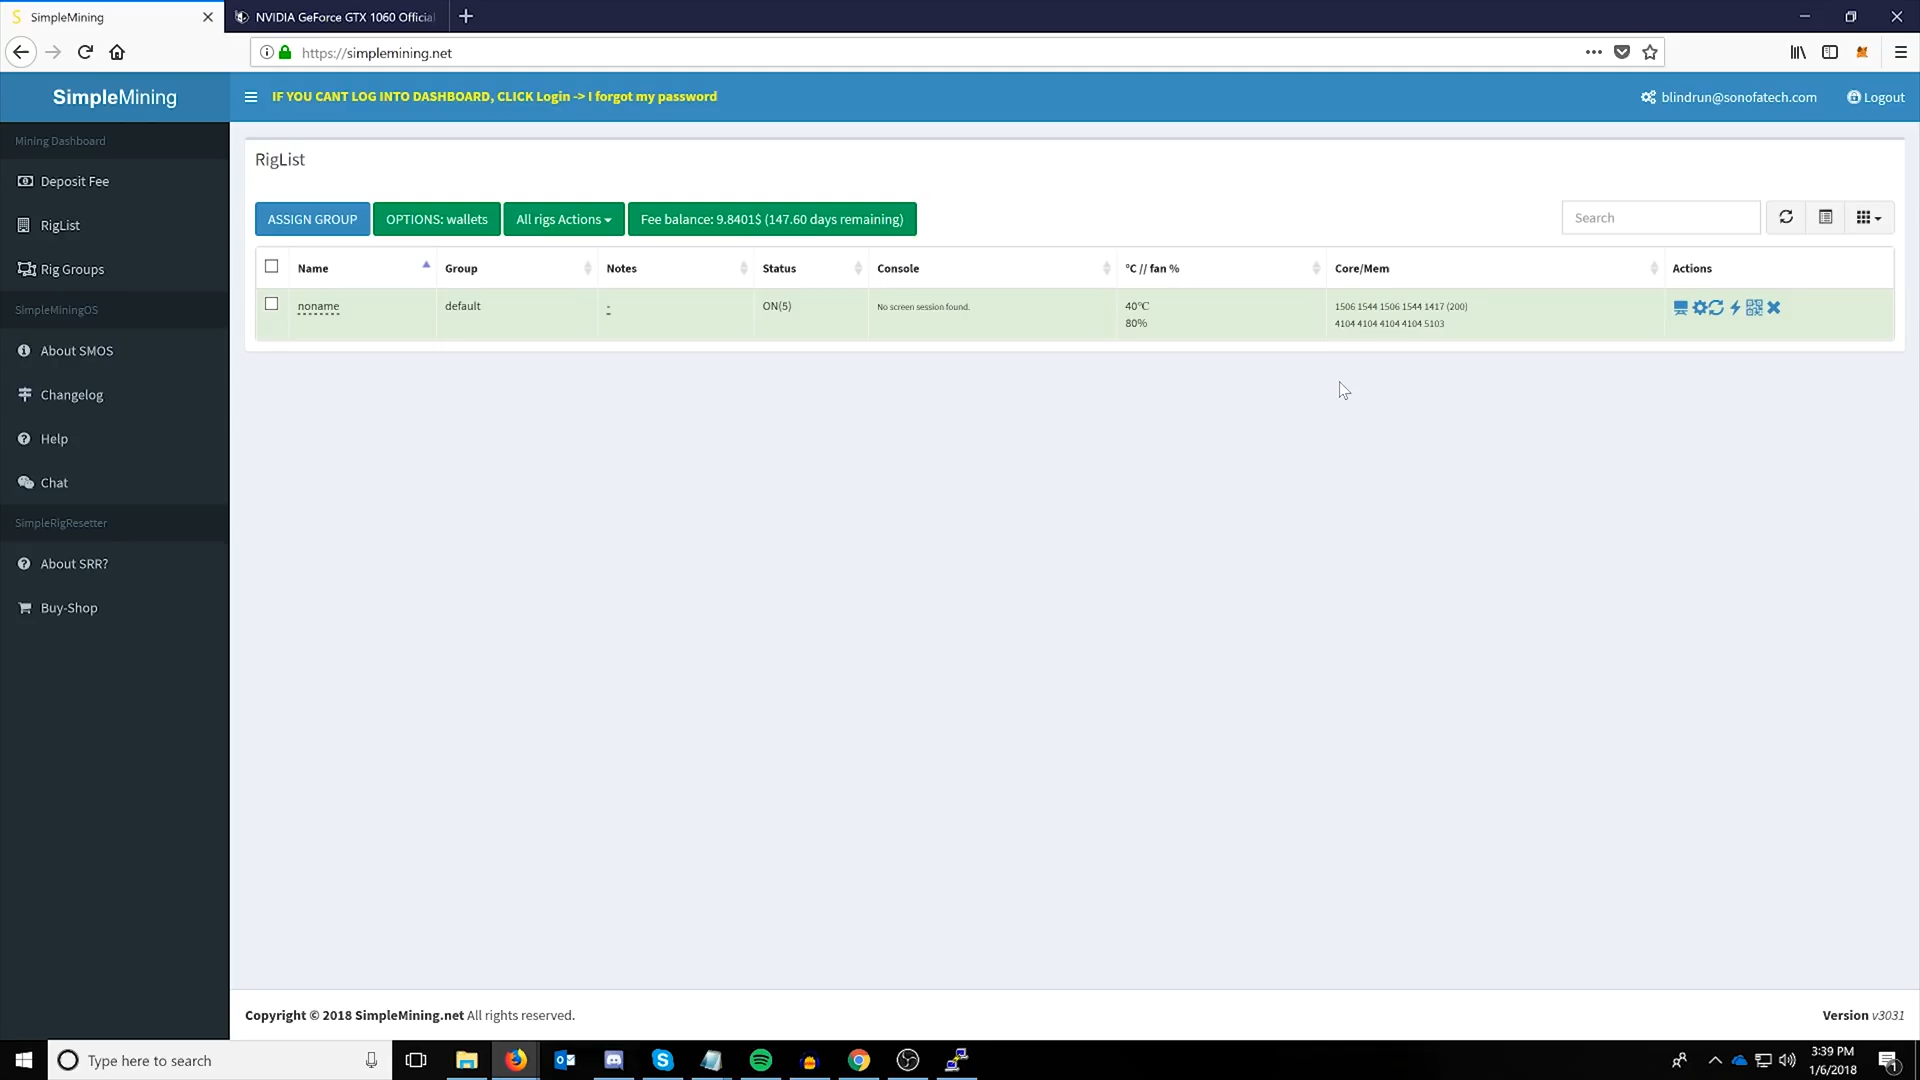 SimpleMining
NVIDIA GeForce GTX 1060 Official
https://simplemining.net
SimpleMining
IF YOU CANT LOG INTO DASHBOARD, CLICK Login -> I forgot my password
blindrun@sonofatech.com
Logout
Mining Dashboard
Deposit Fee
RigList
Rig Groups
SimpleMiningOS
About SMOS
Changelog
Help
Chat
SimpleRigResetter
About SRR?
Buy-Shop
RigList
ASSIGN GROUP
OPTIONS: wallets
All rigs Actions
Fee balance: 9.8401$ (147.60 days remaining)
Search
Name Group Notes Status Console °C // fan % Core/Mem Actions
noname default - ON(5) No screen session found. 40°C 1506 1544 1506 1544 1417 (200)
80% 4104 4104 4104 4104 5103
Copyright © 2018 SimpleMining.net All rights reserved.
Version v3031
Type here to search
3:39 PM
1/6/2018
1